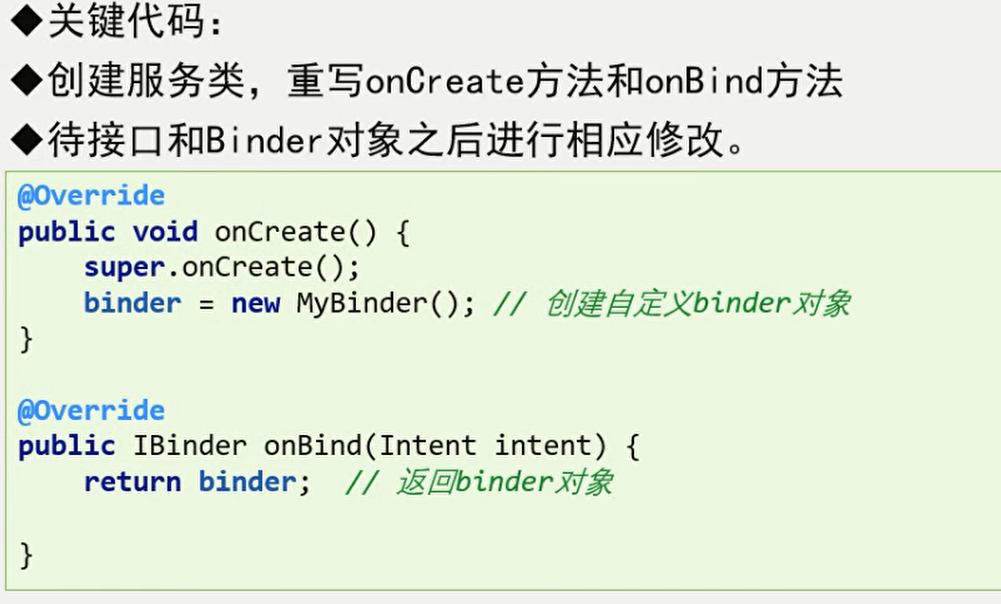 ◆关键代码：
◆创建服务类，重写onCreate方法和onBind方法
◆待接口和Binder对象之后进行相应修改。
@Override
public void onCreate() {
    super.onCreate();
    binder = new MyBinder(); // 创建自定义binder对象
}
@Override
public IBinder onBind(Intent intent) {
    return binder;  // 返回binder对象
}